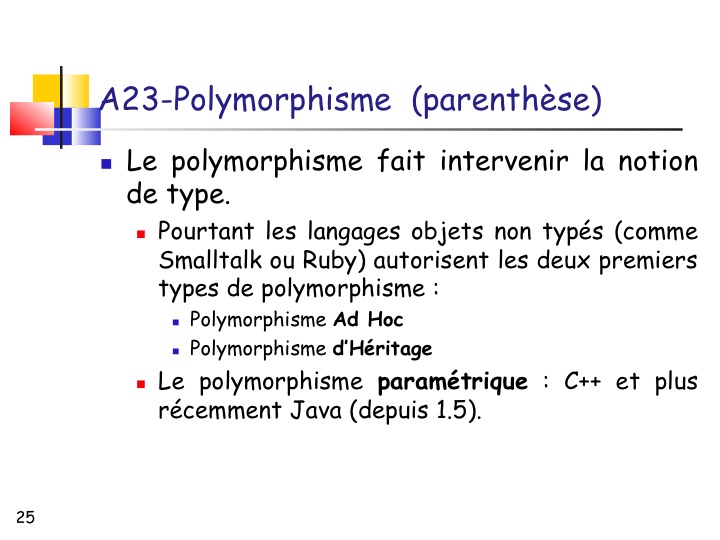 A23-Polymorphisme (parenthèse)
Le polymorphisme fait intervenir la notion
de type.
Pourtant les langages objets non typés (comme
Smalltalk ou Ruby) autorisent les deux premiers
types de polymorphisme :
Polymorphisme Ad Hoc
Polymorphisme d'Héritage
Le polymorphisme paramétrique : C++ et plus
récemment Java (depuis 1.5).
25